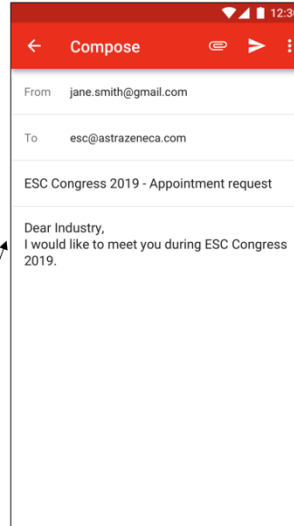 12:30
Compose
From jane.smith@gmail.com
To esc@astrazeneca.com
ESC Congress 2019 - Appointment request
Dear Industry,
I would like to meet you during ESC Congress
2019.